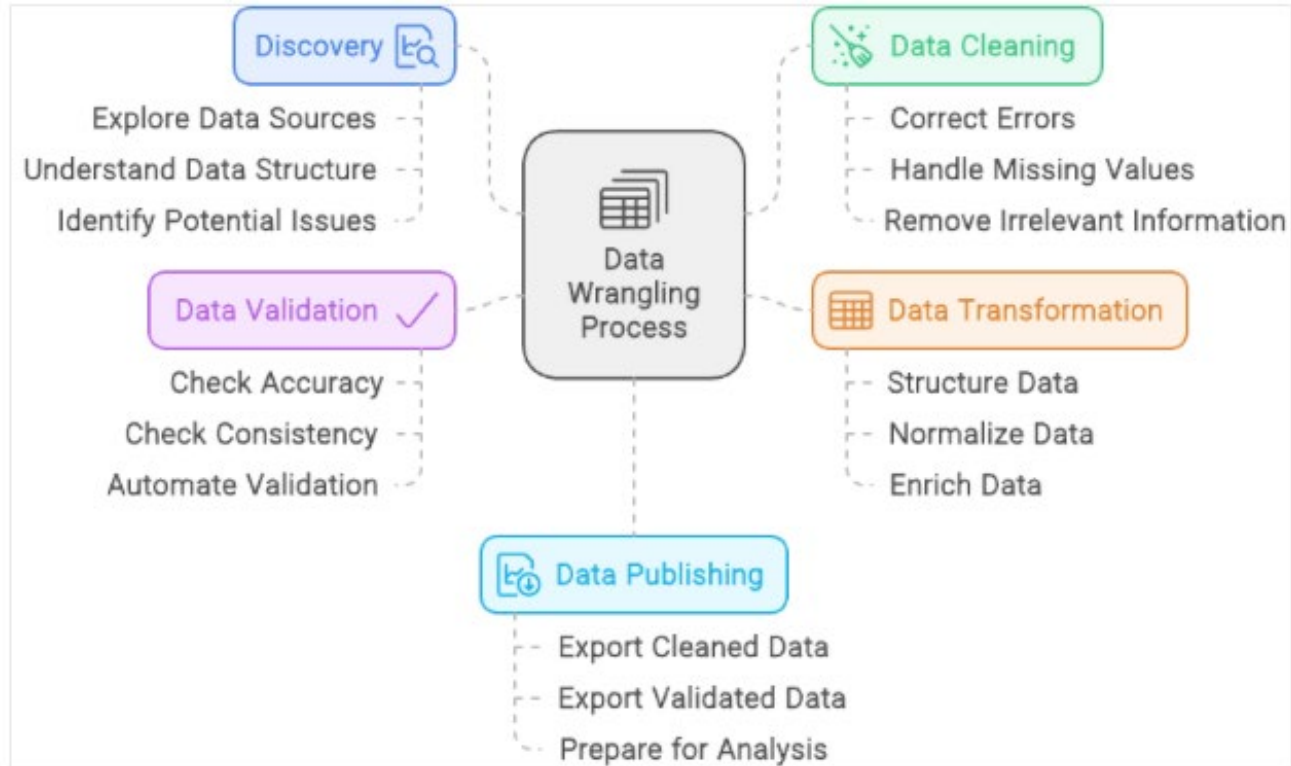 Discovery
Explore Data Sources
Understand Data Structure
Identify Potential Issues
Data Cleaning
Correct Errors
Handle Missing Values
Remove Irrelevant Information
Data
Wrangling
Process
Data Validation
Check Accuracy
Check Consistency
Automate Validation
Data Transformation
Structure Data
Normalize Data
Enrich Data
Data Publishing
Export Cleaned Data
Export Validated Data
Prepare for Analysis